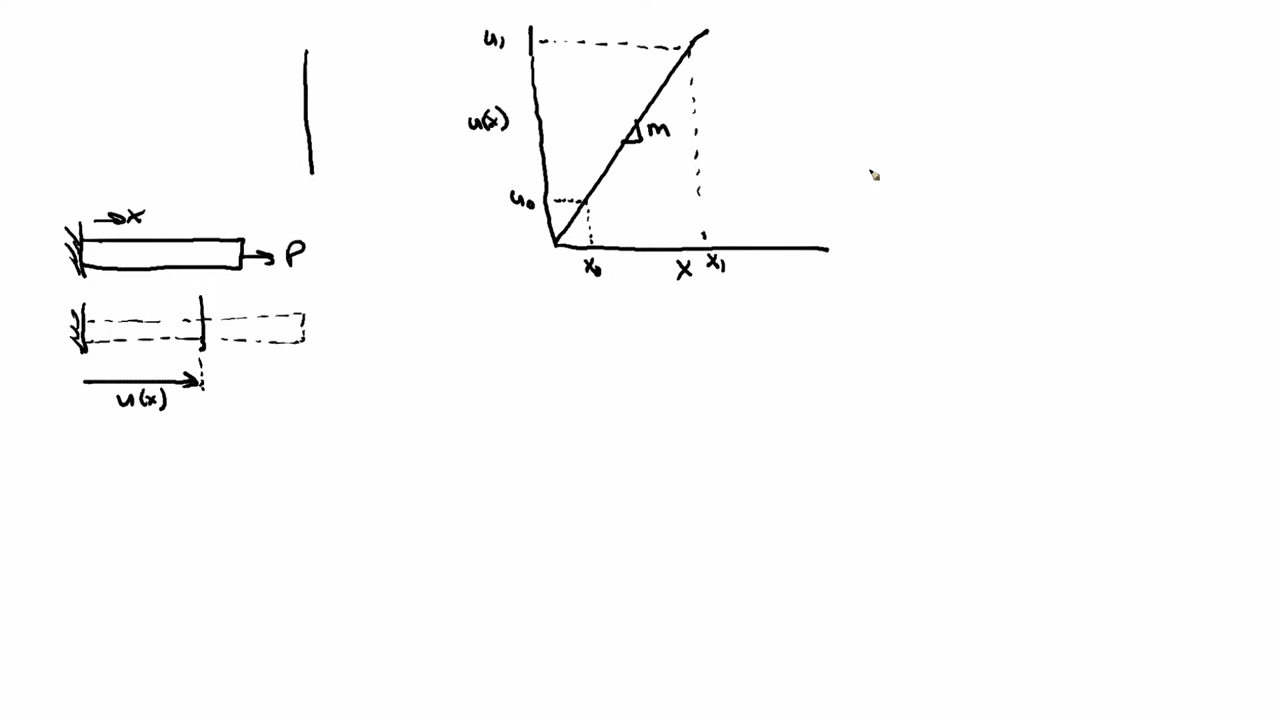 x
P
u(x)
u₁
u(x)
m
u₀
x₀
x
x₁